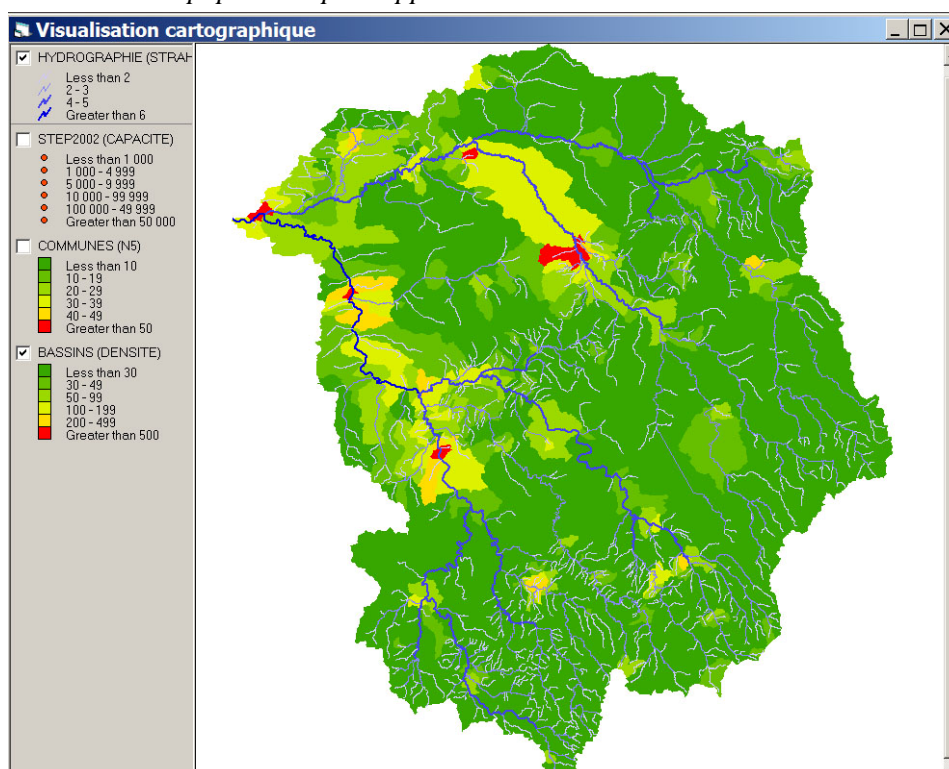 Visualisation cartographique
HYDROGRAPHIE (STRAH
Less than 2
2 - 3
4 - 5
Greater than 6
STEP2002 (CAPACITE)
Less than 1 000
1 000 - 4 999
5 000 - 9 999
10 000 - 99 999
100 000 - 49 999
Greater than 50 000
COMMUNES (N5)
Less than 10
10 - 19
20 - 29
30 - 39
40 - 49
Greater than 50
BASSINS (DENSITE)
Less than 30
30 - 49
50 - 99
100 - 199
200 - 499
Greater than 500